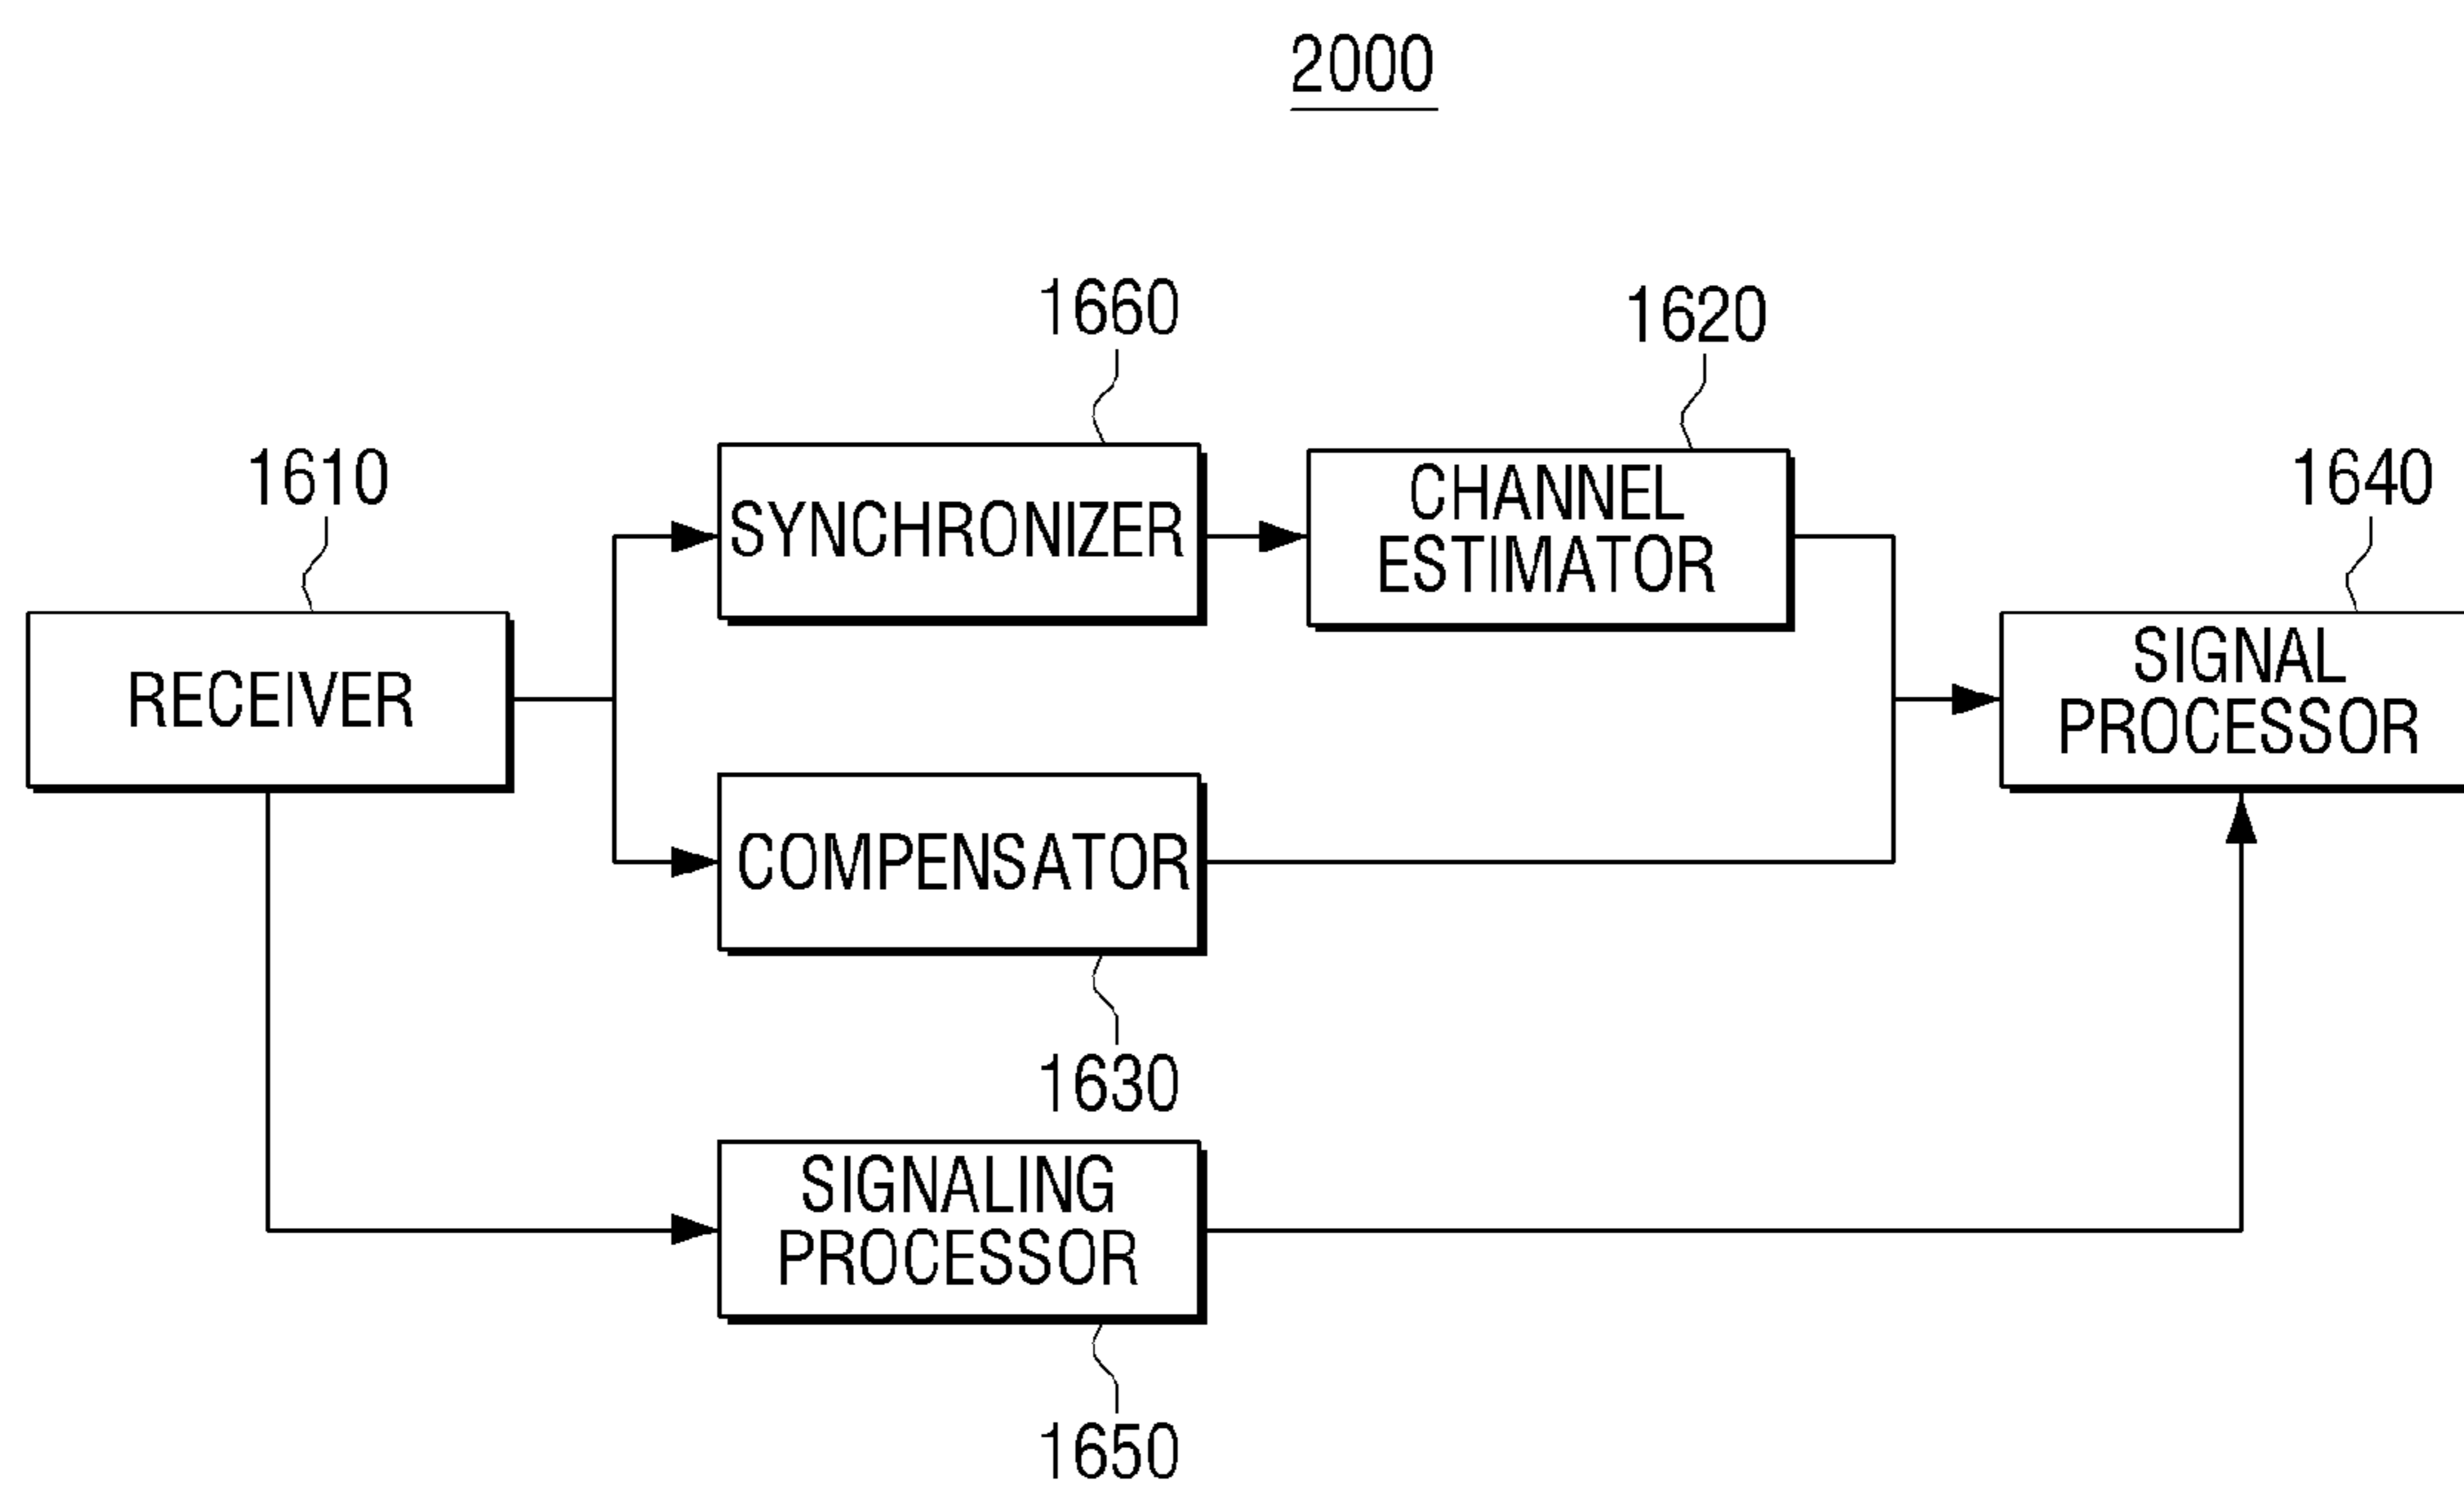 2000
1660
1620
1610
1640
SYNCHRONIZER
CHANNEL
ESTIMATOR
RECEIVER
SIGNAL
PROCESSOR
COMPENSATOR
1630
SIGNALING
PROCESSOR
1650